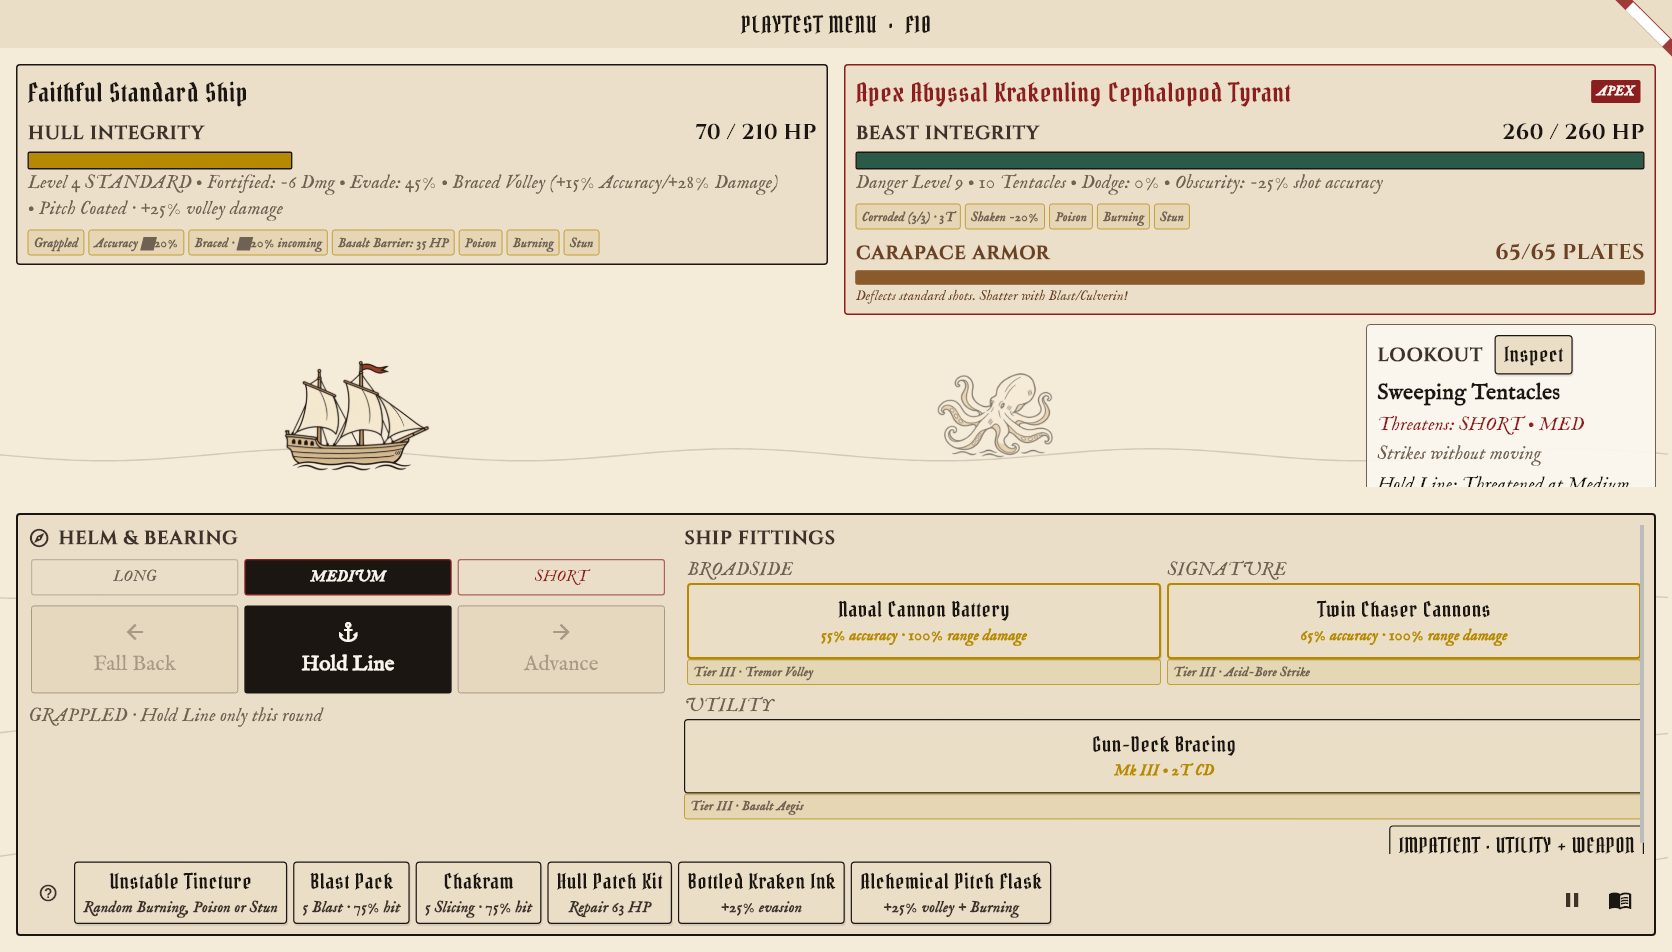 PLAYTEST MENU · F10
Faithful Standard Ship
HULL INTEGRITY 70 / 210 HP
Level 4 STANDARD • Fortified: -6 Dmg • Evade: 45% • Braced Volley (+15% Accuracy/+28% Damage)
• Pitch Coated · +25% volley damage
Grappled Accuracy 20% Braced · 20% incoming Basalt Barrier: 35 HP Poison Burning Stun
Apex Abyssal Krakenling Cephalopod Tyrant APEX
BEAST INTEGRITY 260 / 260 HP
Danger Level 9 • 10 Tentacles • Dodge: 0% • Obscurity: -25% shot accuracy
Corroded (3/3) · 3T Shaken -20% Poison Burning Stun
CARAPACE ARMOR 65/65 PLATES
Deflects standard shots. Shatter with Blast/Culverin!
LOOKOUT Inspect
Sweeping Tentacles
Threatens: SHORT • MED
Strikes without moving
Hold Line: Threatened at Medium
HELM & BEARING
LONG MEDIUM SHORT
Fall Back Hold Line Advance
GRAPPLED · Hold Line only this round
SHIP FITTINGS
BROADSIDE SIGNATURE
Naval Cannon Battery
55% accuracy · 100% range damage
Tier III · Tremor Volley
Twin Chaser Cannons
65% accuracy · 100% range damage
Tier III · Acid-Bore Strike
UTILITY
Gun-Deck Bracing
Mk III • 2T CD
Tier III · Basalt Aegis
IMPATIENT · UTILITY + WEAPON
Unstable Tincture
Random Burning, Poison or Stun
Blast Pack
5 Blast · 75% hit
Chakram
5 Slicing · 75% hit
Hull Patch Kit
Repair 63 HP
Bottled Kraken Ink
+25% evasion
Alchemical Pitch Flask
+25% volley + Burning